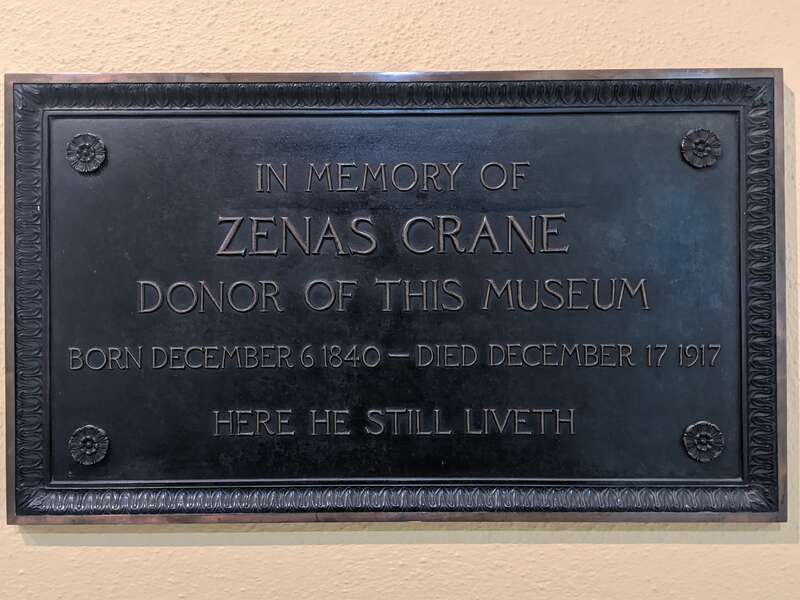 IN MEMORY OF
ZENAS CRANE
DONOR OF THIS MUSEUM
BORN DECEMBER 6 1840 — DIED DECEMBER 17 1917
HERE HE STILL LIVETH